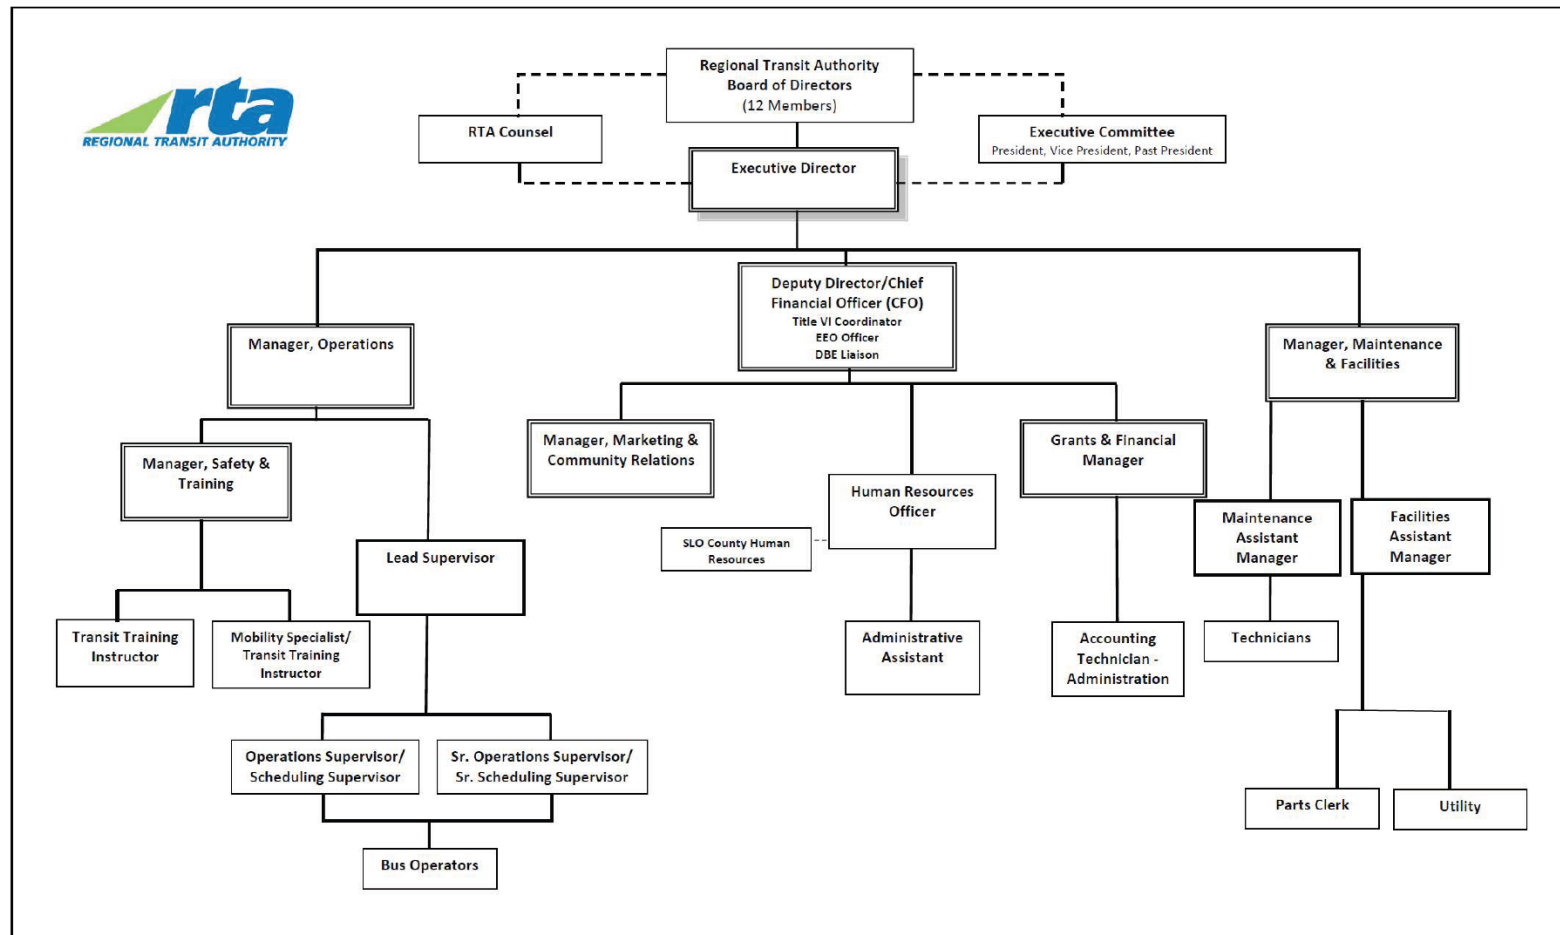 rta
REGIONAL TRANSIT AUTHORITY
Regional Transit Authority
Board of Directors
(12 Members)
RTA Counsel
Executive Committee
President, Vice President, Past President
Executive Director
Deputy Director/Chief
Financial Officer (CFO)
Title VI Coordinator
EEO Officer
DBE Liaison
Manager, Operations
Manager, Maintenance
& Facilities
Manager, Safety &
Training
Manager, Marketing &
Community Relations
Grants & Financial
Manager
Human Resources
Officer
SLO County Human
Resources
Maintenance
Assistant
Manager
Facilities
Assistant
Manager
Lead Supervisor
Transit Training
Instructor
Mobility Specialist/
Transit Training
Instructor
Administrative
Assistant
Accounting
Technician -
Administration
Technicians
Operations Supervisor/
Scheduling Supervisor
Sr. Operations Supervisor/
Sr. Scheduling Supervisor
Parts Clerk
Utility
Bus Operators